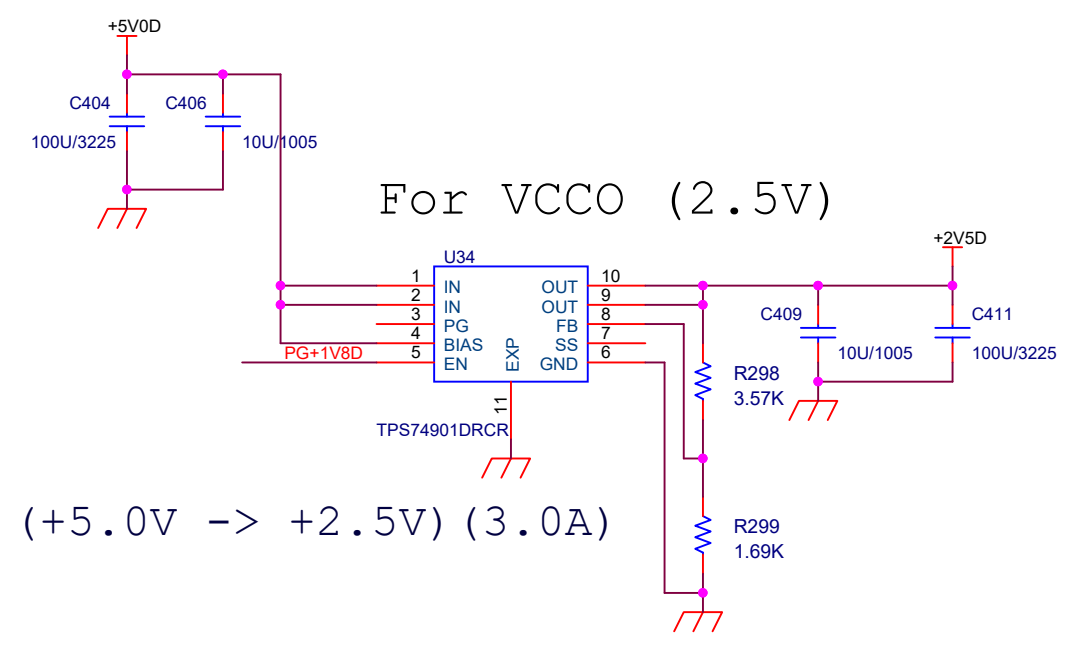 +5V0D
C404
100U/3225
C406
10U/1005
For VCCO (2.5V)
U34
1 IN OUT 10
2 IN OUT 9
3 PG FB 8
4 BIAS SS 7
PG+1V8D 5 EN GND 6
EXP
11
TPS74901DRCR
+2V5D
C409
10U/1005
C411
100U/3225
R298
3.57K
(+5.0V -> +2.5V)(3.0A)
R299
1.69K